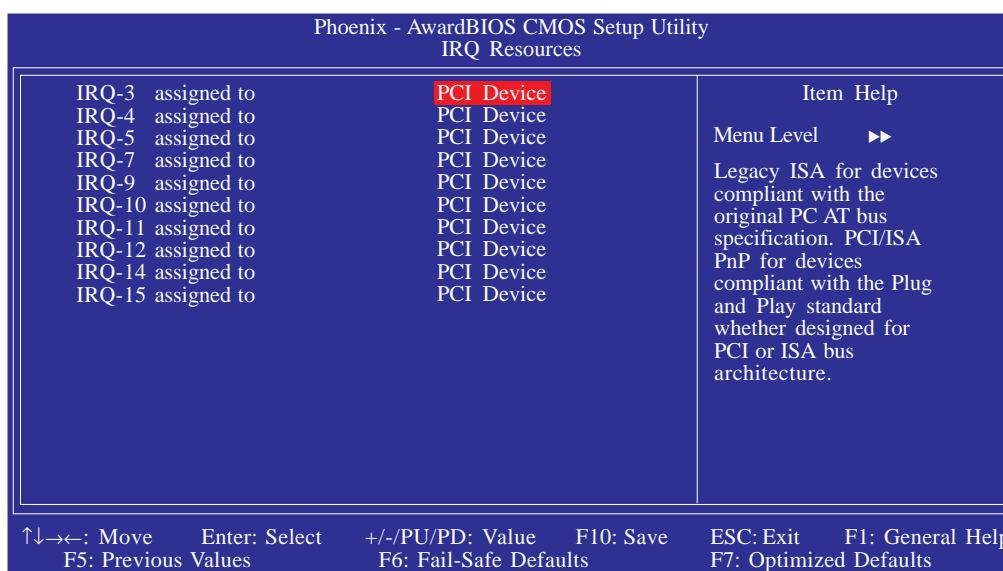 Phoenix - AwardBIOS CMOS Setup Utility
IRQ Resources
IRQ-3 assigned to PCI Device
IRQ-4 assigned to PCI Device
IRQ-5 assigned to PCI Device
IRQ-7 assigned to PCI Device
IRQ-9 assigned to PCI Device
IRQ-10 assigned to PCI Device
IRQ-11 assigned to PCI Device
IRQ-12 assigned to PCI Device
IRQ-14 assigned to PCI Device
IRQ-15 assigned to PCI Device
Item Help
Menu Level ▸▸
Legacy ISA for devices
compliant with the
original PC AT bus
specification. PCI/ISA
PnP for devices
compliant with the Plug
and Play standard
whether designed for
PCI or ISA bus
architecture.
↑↓→←: Move Enter: Select +/-/PU/PD: Value F10: Save ESC: Exit F1: General Help
F5: Previous Values F6: Fail-Safe Defaults F7: Optimized Defaults